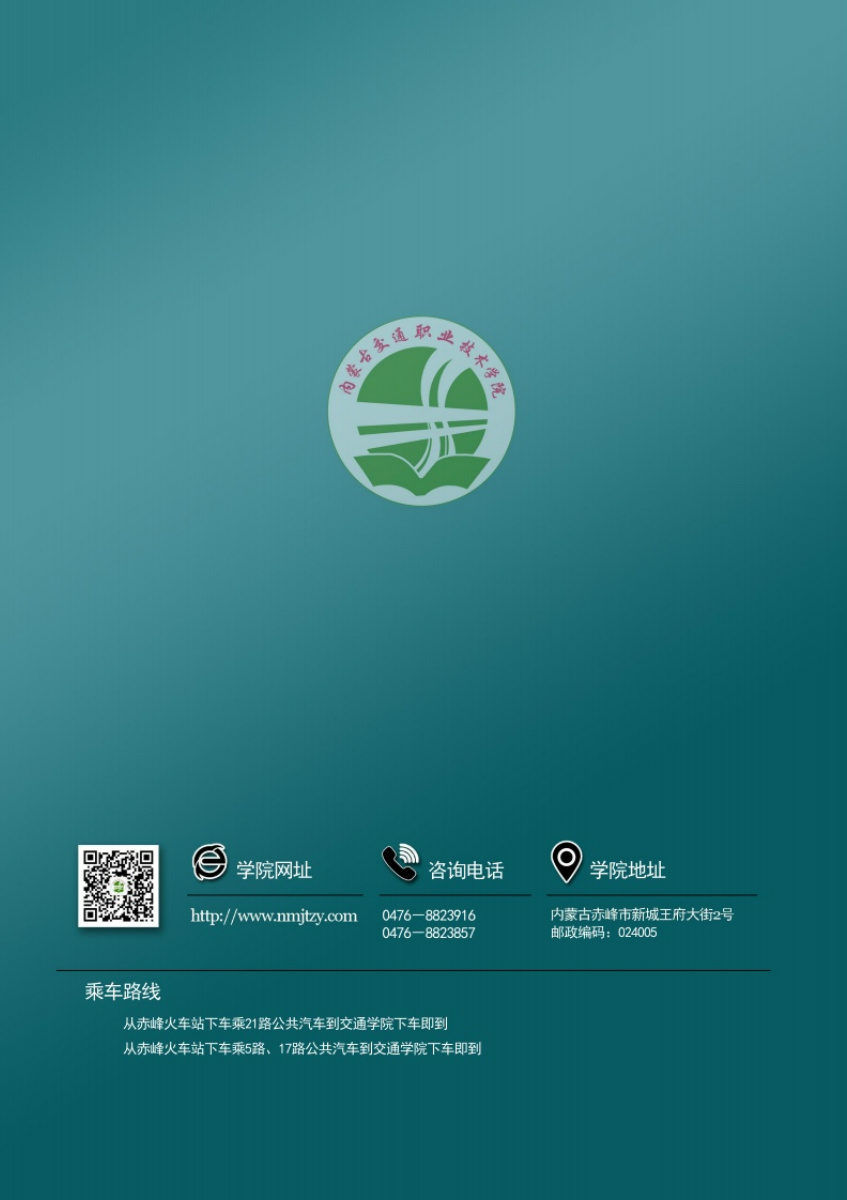 内蒙古交通职业技术学院
学院网址
http://www.nmjtzy.com
咨询电话
0476－8823916
0476－8823857
学院地址
内蒙古赤峰市新城王府大街2号
邮政编码：024005
乘车路线
从赤峰火车站下车乘21路公共汽车到交通学院下车即到
从赤峰火车站下车乘5路、17路公共汽车到交通学院下车即到